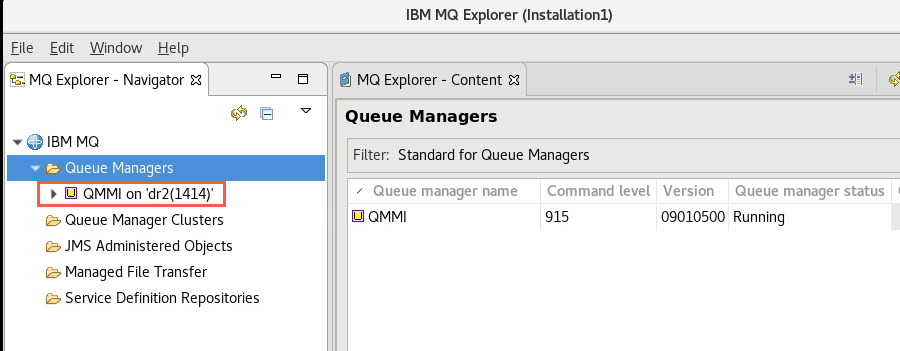 IBM MQ Explorer (Installation1)
File Edit Window Help
MQ Explorer - Navigator
MQ Explorer - Content
IBM MQ
Queue Managers
QMMI on 'dr2(1414)'
Queue Manager Clusters
JMS Administered Objects
Managed File Transfer
Service Definition Repositories
Queue Managers
Filter: Standard for Queue Managers
Queue manager name Command level Version Queue manager status
QMMI 915 09010500 Running